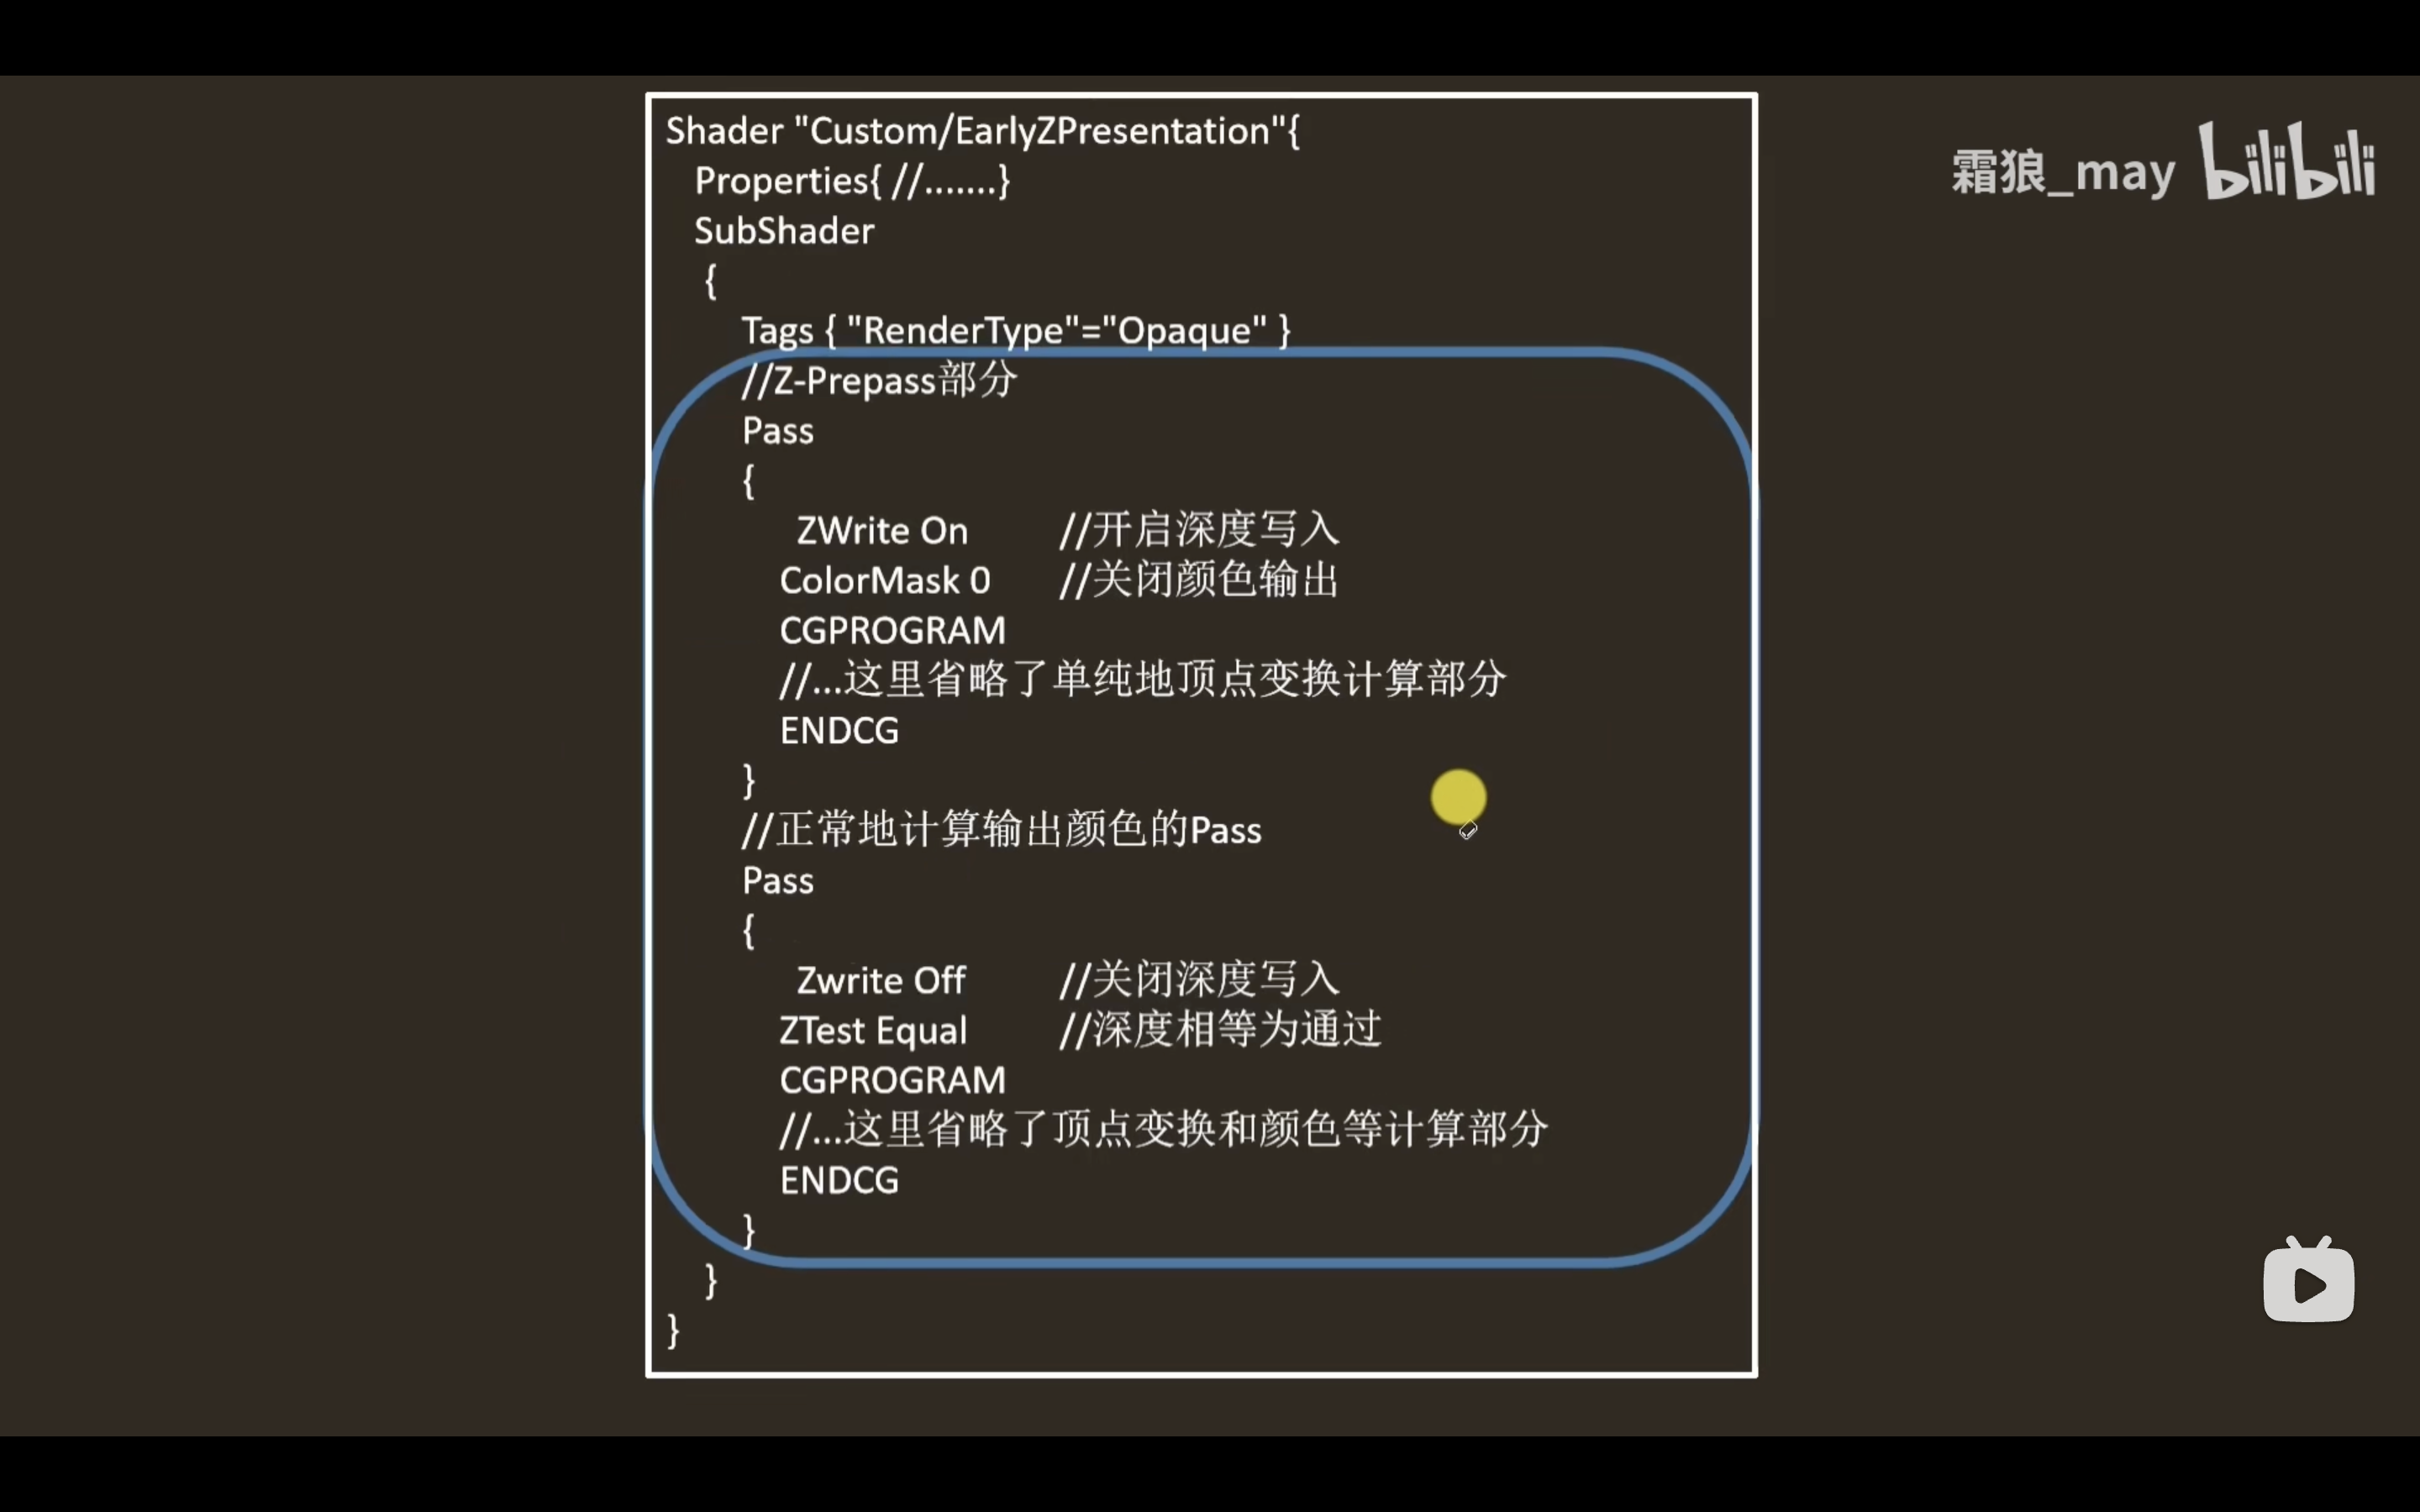 Shader "Custom/EarlyZPresentation"{
Properties{ //.......}
SubShader
{
Tags { "RenderType"="Opaque" }
//Z-Prepass部分
Pass
{
ZWrite On //开启深度写入
ColorMask 0 //关闭颜色输出
CGPROGRAM
//...这里省略了单纯地顶点变换计算部分
ENDCG
}
//正常地计算输出颜色的Pass
Pass
{
Zwrite Off //关闭深度写入
ZTest Equal //深度相等为通过
CGPROGRAM
//...这里省略了顶点变换和颜色等计算部分
ENDCG
}
}
}
霜狼_may bilibili